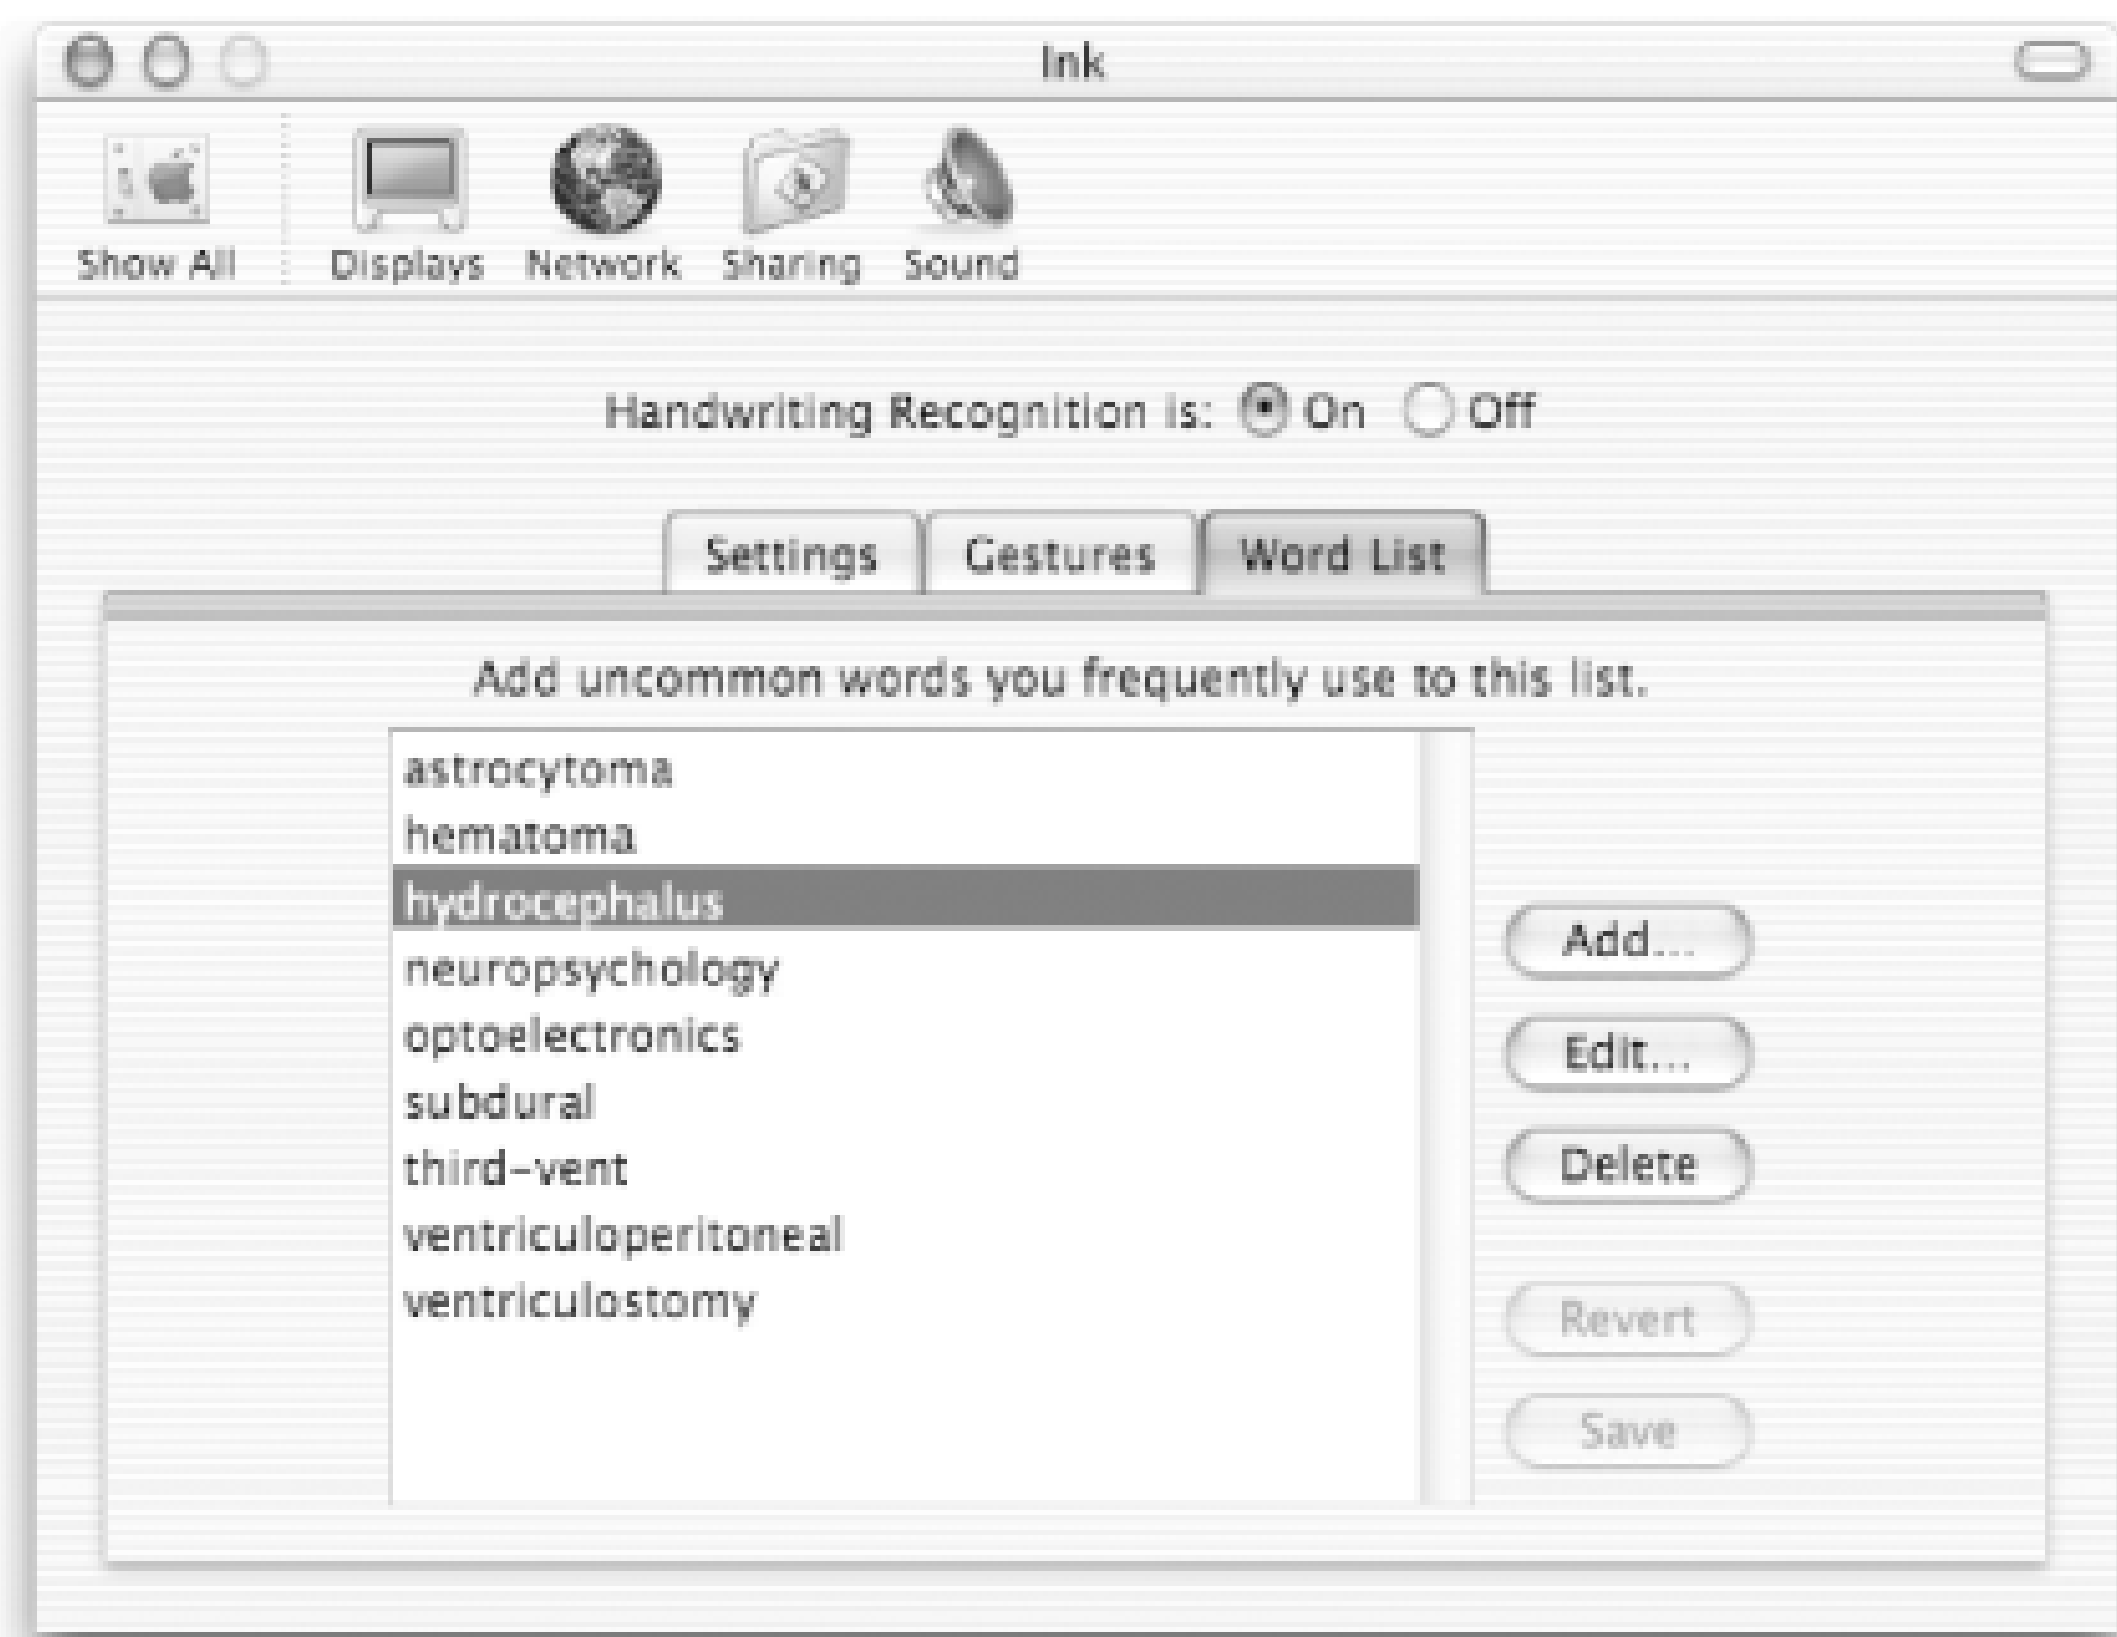 Ink
Show All Displays Network Sharing Sound
Handwriting Recognition is: On Off
Settings Gestures Word List
Add uncommon words you frequently use to this list.
astrocytoma
hematoma
hydrocephalus
neuropsychology
optoelectronics
subdural
third-vent
ventriculoperitoneal
ventriculostomy
Add...
Edit...
Delete
Revert
Save